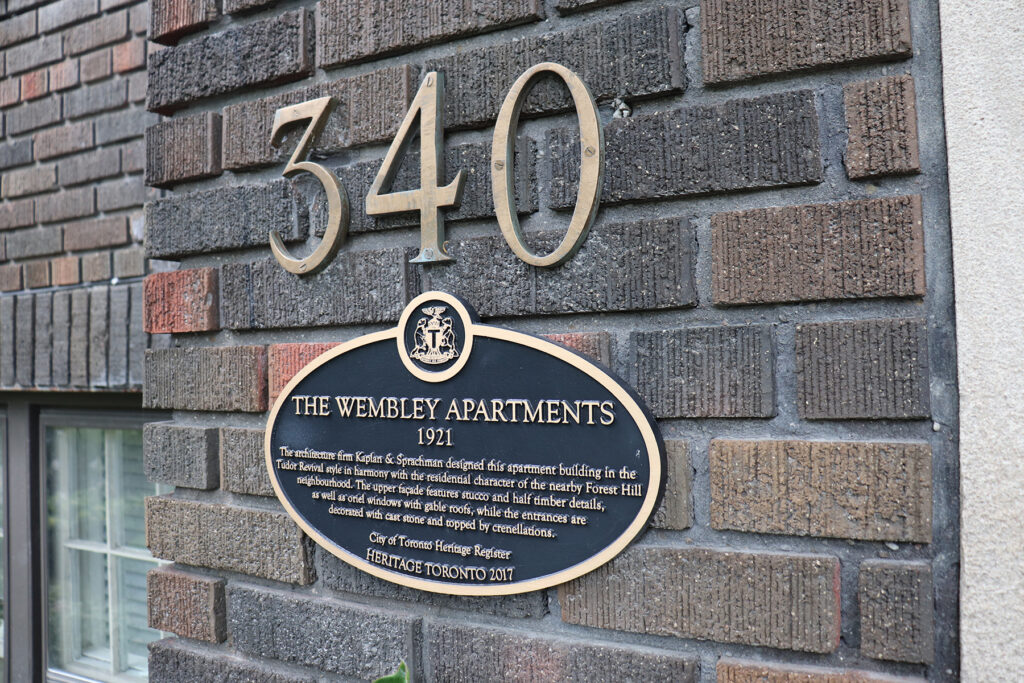 340
T
THE WEMBLEY APARTMENTS
1921
The architecture firm Kaplan & Sprachman designed this apartment building in the
Tudor Revival style in harmony with the residential character of the nearby Forest Hill
neighbourhood. The upper façade features stucco and half timber details,
as well as oriel windows with gable roofs, while the entrances are
decorated with cast stone and topped by crenellations.
City of Toronto Heritage Register
HERITAGE TORONTO 2017